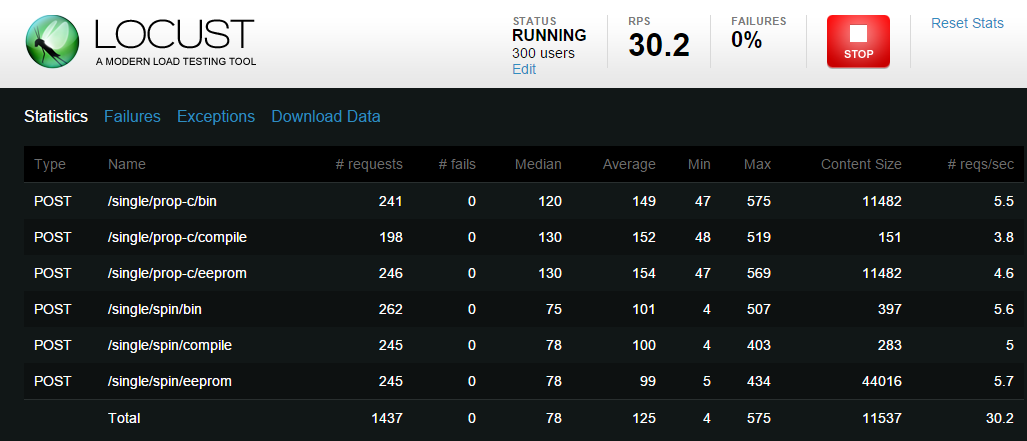 LOCUST
A MODERN LOAD TESTING TOOL
STATUS
RUNNING
300 users
Edit
RPS
30.2
FAILURES
0%
STOP
Reset Stats
Statistics Failures Exceptions Download Data
Type Name # requests # fails Median Average Min Max Content Size # reqs/sec
POST /single/prop-c/bin 241 0 120 149 47 575 11482 5.5
POST /single/prop-c/compile 198 0 130 152 48 519 151 3.8
POST /single/prop-c/eeprom 246 0 130 154 47 569 11482 4.6
POST /single/spin/bin 262 0 75 101 4 507 397 5.6
POST /single/spin/compile 245 0 78 100 4 403 283 5
POST /single/spin/eeprom 245 0 78 99 5 434 44016 5.7
Total 1437 0 78 125 4 575 11537 30.2